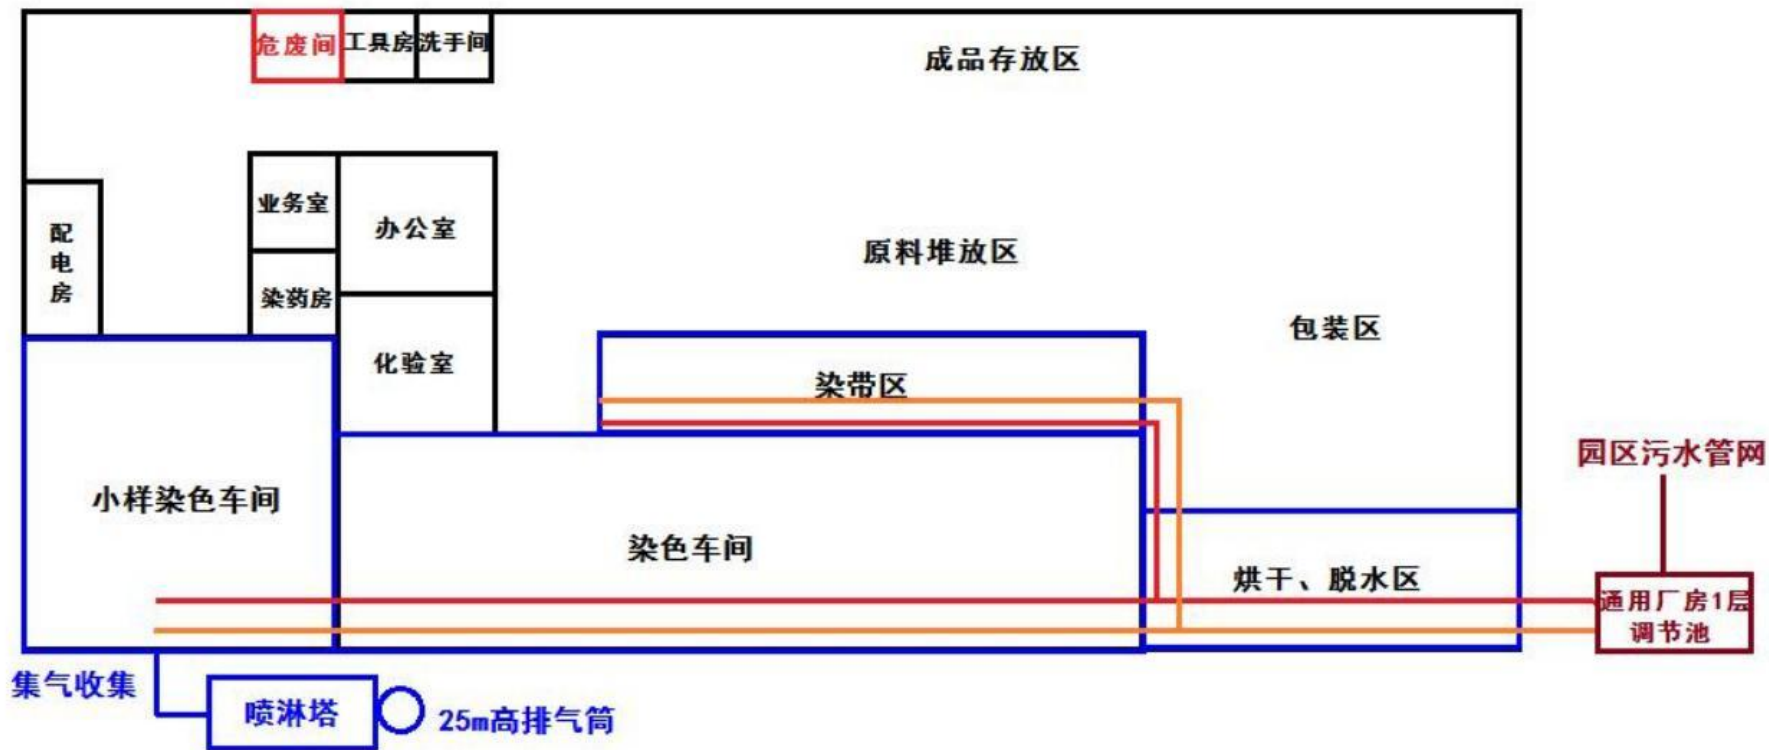 危废间
工具房
洗手间
成品存放区
业务室
办公室
配
电
房
原料堆放区
染药房
包装区
化验室
染带区
园区污水管网
小样染色车间
染色车间
烘干、脱水区
通用厂房1层
调节池
集气收集
喷淋塔
25m高排气筒